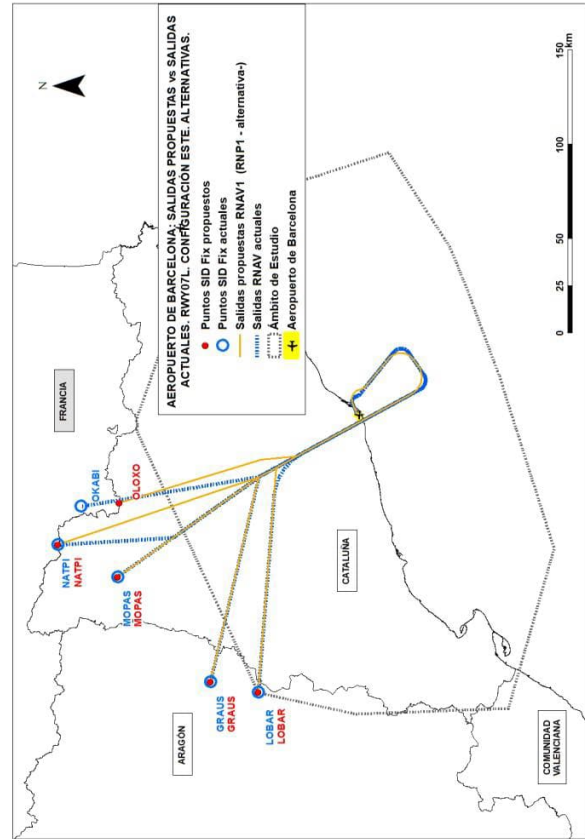 AEROPUERTO DE BARCELONA: SALIDAS PROPUESTAS vs SALIDAS
ACTUALES. RWY07L. CONFIGURACIÓN ESTE. ALTERNATIVAS.
Puntos SID Fix propuestos
Puntos SID Fix actuales
Salidas propuestas RNAV1 (RNP1 - alternativa-)
Salidas RNAV actuales
Ámbito de Estudio
Aeropuerto de Barcelona
N
FRANCIA
OKABI
OLOXO
NATPI
NATPI
MOPAS
MOPAS
GRAUS
GRAUS
LOBAR
LOBAR
ARAGÓN
CATALUÑA
COMUNIDAD
VALENCIANA
0 25 50 100 150
km